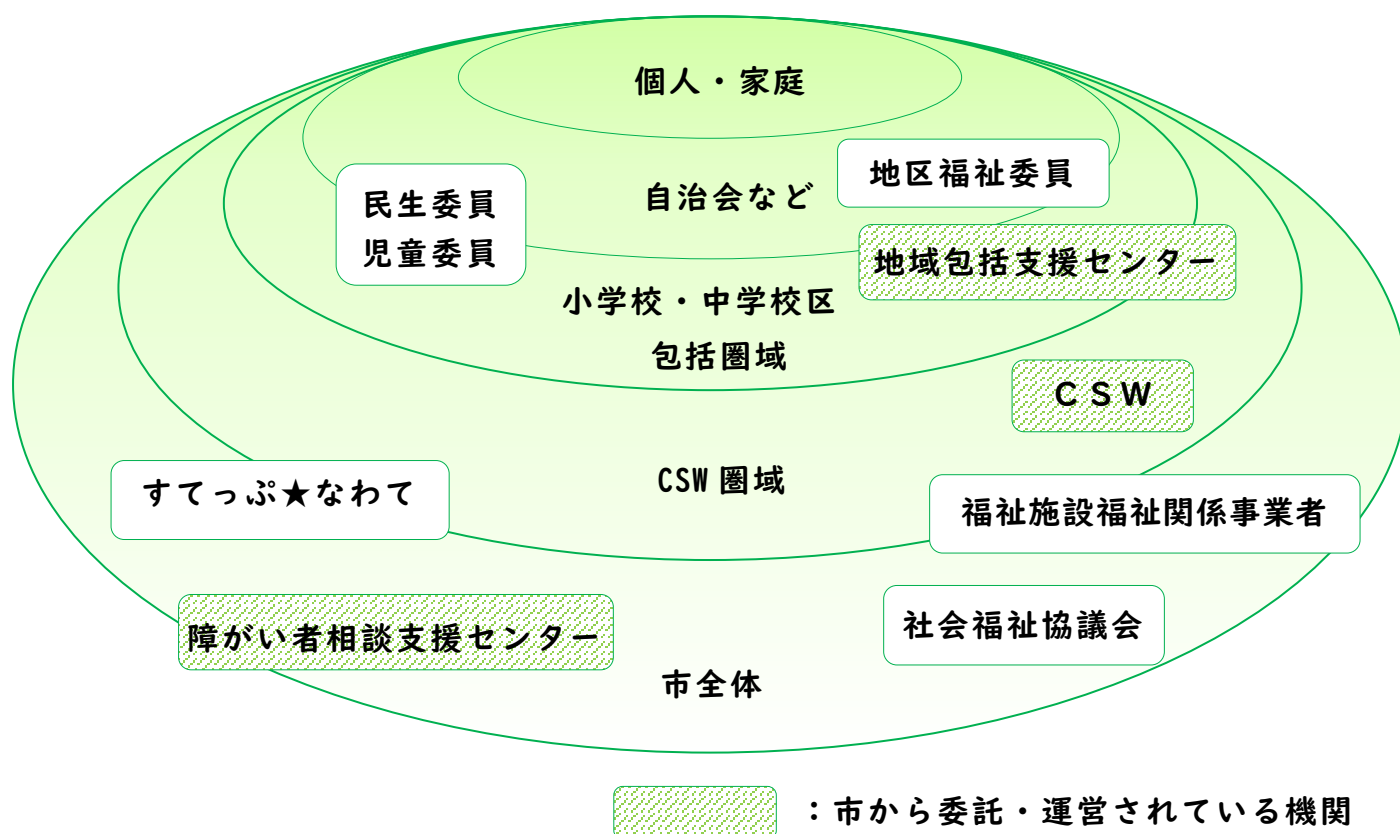 個人・家庭
地区福祉委員
民生委員
児童委員
自治会など
地域包括支援センター
小学校・中学校区
包括圏域
CSW
CSW圏域
すてっぷ★なわて
福祉施設福祉関係事業者
障がい者相談支援センター
社会福祉協議会
市全体
：市から委託・運営されている機関